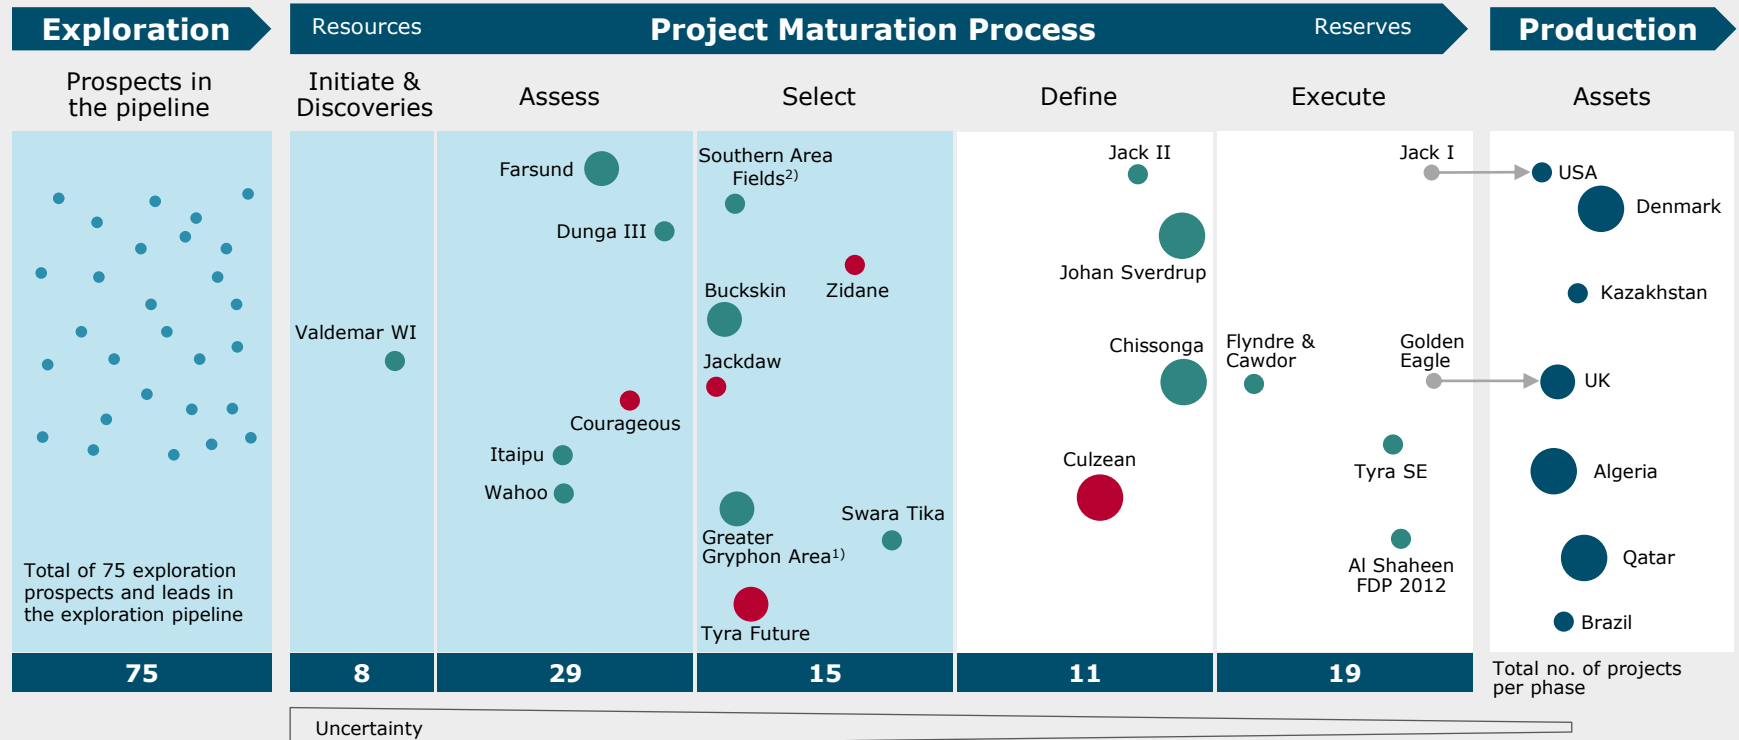 Exploration
Resources
Project Maturation Process
Reserves
Production
Prospects in
the pipeline
Initiate &
Discoveries
Assess
Select
Define
Execute
Assets
Total of 75 exploration
prospects and leads in
the exploration pipeline
Valdemar WI
Farsund
Dunga III
Courageous
Itaipu
Wahoo
Southern Area
Fields2)
Zidane
Buckskin
Jackdaw
Swara Tika
Greater
Gryphon Area1)
Tyra Future
Jack II
Johan Sverdrup
Chissonga
Culzean
Jack I
Flyndre &
Cawdor
Golden
Eagle
Tyra SE
Al Shaheen
FDP 2012
USA
Denmark
Kazakhstan
UK
Algeria
Qatar
Brazil
75
8
29
15
11
19
Total no. of projects
per phase
Uncertainty